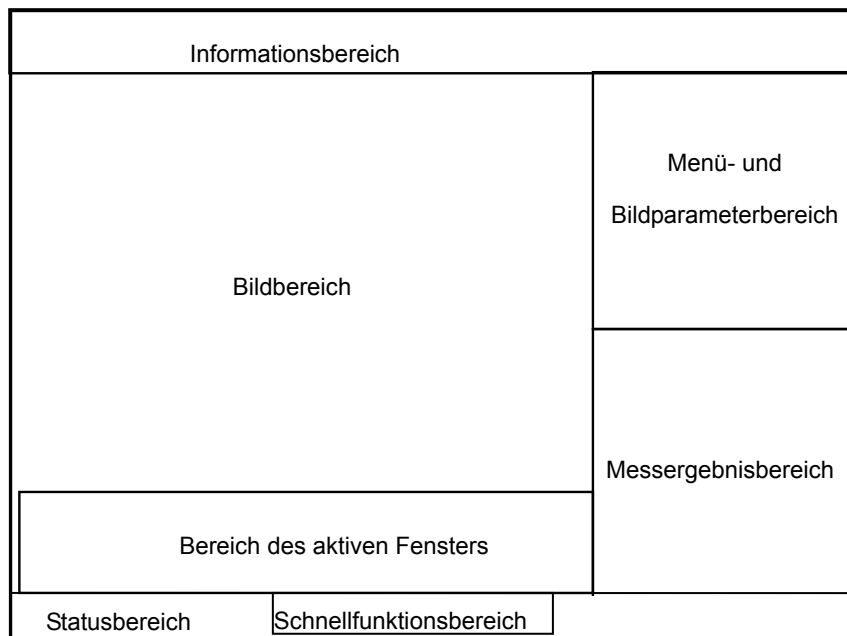 Informationsbereich
Menü- und
Bildparameterbereich
Bildbereich
Messergebnisbereich
Bereich des aktiven Fensters
Statusbereich
Schnellfunktionsbereich